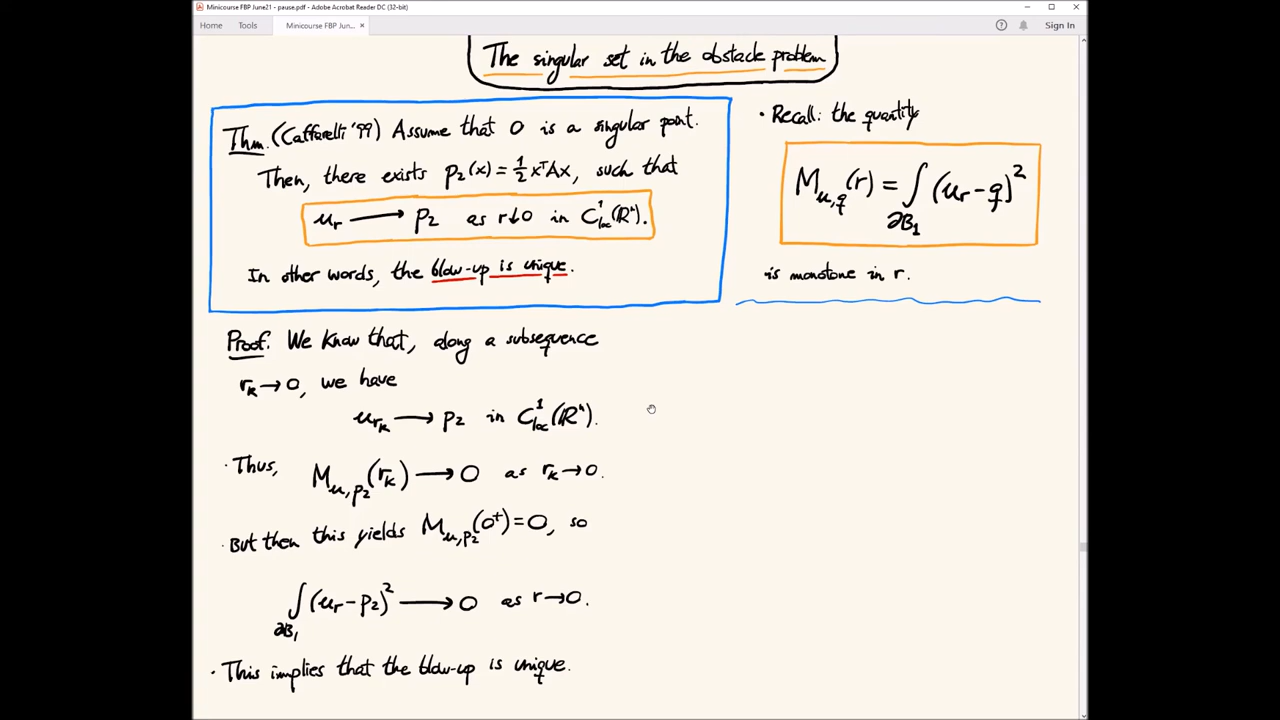 Minicourse FBP June21 - pause.pdf - Adobe Acrobat Reader DC (32-bit)
Home Tools Minicourse FBP Jun... × Sign In
The singular set in the obstacle problem
Thm. (Caffarelli '99) Assume that 0 is a singular point.
Then, there exists p₂(x) = ½ xᵀAx, such that
u_r ⟶ p₂ as r↓0 in C¹_loc(ℝⁿ).
In other words, the blow-up is unique.
• Recall: the quantity
M_{u,q}(r) = ∫_{∂B₁} (u_r - q)²
is monotone in r.
Proof: We know that, along a subsequence
r_k → 0, we have
u_{r_k} ⟶ p₂ in C¹_loc(ℝⁿ).
· Thus, M_{u,p₂}(r_k) ⟶ 0 as r_k → 0.
· But then this yields M_{u,p₂}(0⁺) = 0, so
∫_{∂B₁} (u_r - p₂)² ⟶ 0 as r → 0.
· This implies that the blow-up is unique.